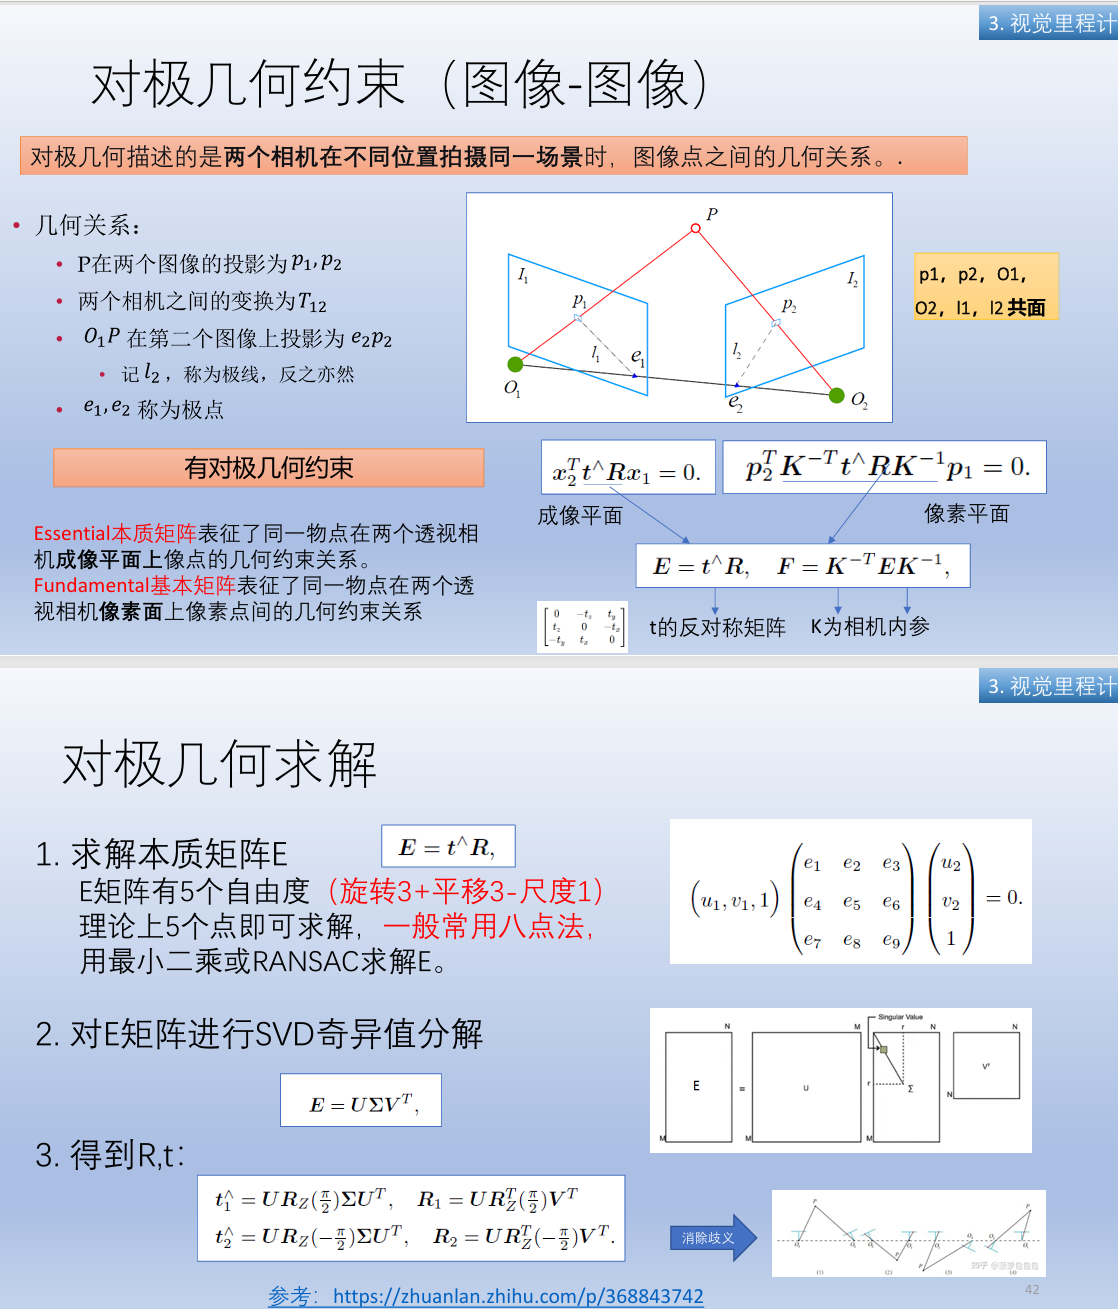 3. 视觉里程计
对极几何约束（图像-图像）
对极几何描述的是两个相机在不同位置拍摄同一场景时，图像点之间的几何关系。.
• 几何关系：
• P在两个图像的投影为 p₁, p₂
• 两个相机之间的变换为T₁₂
• O₁P 在第二个图像上投影为 e₂p₂
• 记 l₂ ，称为极线，反之亦然
• e₁, e₂ 称为极点
P
I₁
I₂
p₁
p₂
l₁
e₁
l₂
e₂
O₁
O₂
p1，p2，O1，
O2，l1，l2 共面
有对极几何约束
x₂ᵀt^Rx₁ = 0.
p₂ᵀK⁻ᵀt^RK⁻¹p₁ = 0.
成像平面
像素平面
Essential本质矩阵表征了同一物点在两个透视相
机成像平面上像点的几何约束关系。
Fundamental基本矩阵表征了同一物点在两个透
视相机像素面上像素点间的几何约束关系
E = t^R, F = K⁻ᵀEK⁻¹,
0 −t_z t_y
t_z 0 −t_x
−t_y t_x 0
t的反对称矩阵 K为相机内参
3. 视觉里程计
对极几何求解
1. 求解本质矩阵E
E = t^R,
E矩阵有5个自由度（旋转3+平移3-尺度1）
理论上5个点即可求解，一般常用八点法，
用最小二乘或RANSAC求解E。
(u₁, v₁, 1)
e₁ e₂ e₃
e₄ e₅ e₆
e₇ e₈ e₉
u₂
v₂
1
= 0.
2. 对E矩阵进行SVD奇异值分解
E = UΣVᵀ,
Singular Value
N M r N N
E = U Σ Vᵀ
r N
M M M
3. 得到R,t：
t₁^ = UR_Z(π/2)ΣUᵀ, R₁ = UR_Zᵀ(π/2)Vᵀ
t₂^ = UR_Z(−π/2)ΣUᵀ, R₂ = UR_Zᵀ(−π/2)Vᵀ.
消除歧义
(1) (2) (3) (4)
参考：https://zhuanlan.zhihu.com/p/368843742
42